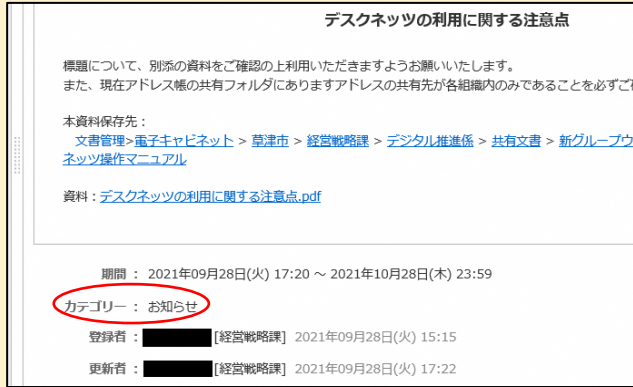 デスクネッツの利用に関する注意点
標題について、別添の資料をご確認の上利用いただきますようお願いいたします。
また、現在アドレス帳の共有フォルダにありますアドレスの共有先が各組織内のみであることを必ずご
本資料保存先：
文書管理>電子キャビネット > 草津市 > 経営戦略課 > デジタル推進係 > 共有文書 > 新グループウ
ネッツ操作マニュアル
資料：デスクネッツの利用に関する注意点.pdf
期間 ： 2021年09月28日(火) 17:20 ～ 2021年10月28日(木) 23:59
カテゴリー ： お知らせ
登録者 ： [経営戦略課] 2021年09月28日(火) 15:15
更新者 ： [経営戦略課] 2021年09月28日(火) 17:22